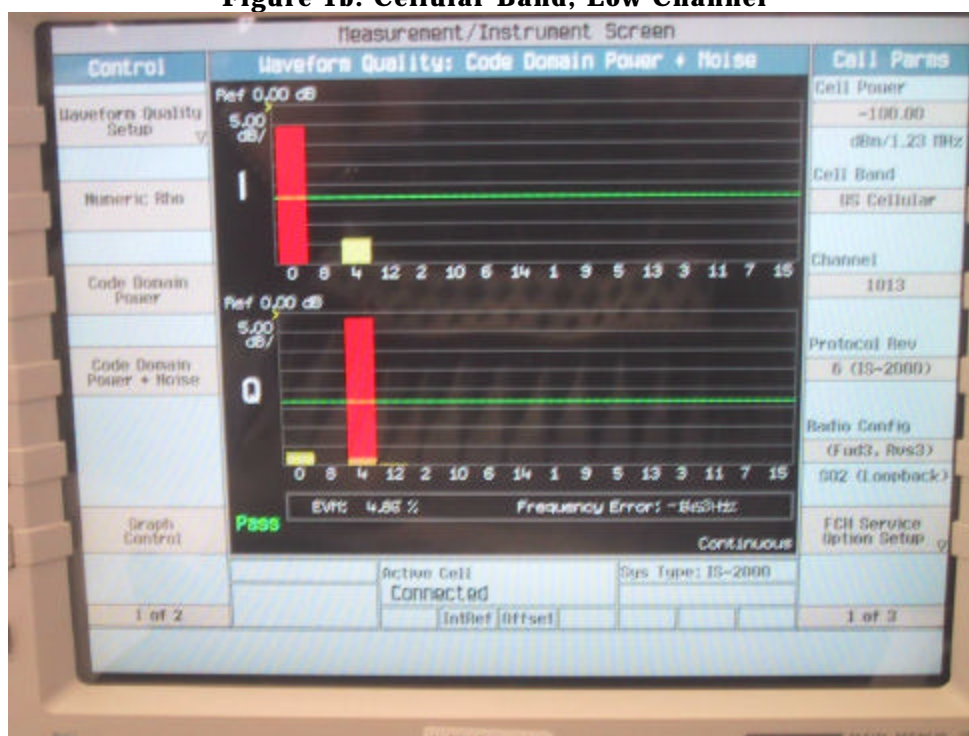 Figure 1b: Cellular Band, Low Channel
Measurement/Instrument Screen
Control
Waveform Quality: Code Domain Power + Noise
Call Parms
Waveform Quality
Setup
Numeric Rho
Code Domain
Power
Code Domain
Power + Noise
Graph
Control
1 of 2
Ref 0.00 dB
5.00
dB/
I
0 8 4 12 2 10 6 14 1 9 5 13 3 11 7 15
Ref 0.00 dB
5.00
dB/
Q
0 8 4 12 2 10 6 14 1 9 5 13 3 11 7 15
EVM: % Frequency Error:
Pass
Continuous
Active Cell
Connected
Sys Type: IS-2000
IntRef Offset
Cell Power
-100.00
dBm/1.23 MHz
Cell Band
US Cellular
Channel
1013
Protocol Rev
6 (IS-2000)
Radio Config
(Fwd3, Rvs3)
SO2 (Loopback)
FCH Service
Option Setup
1 of 3